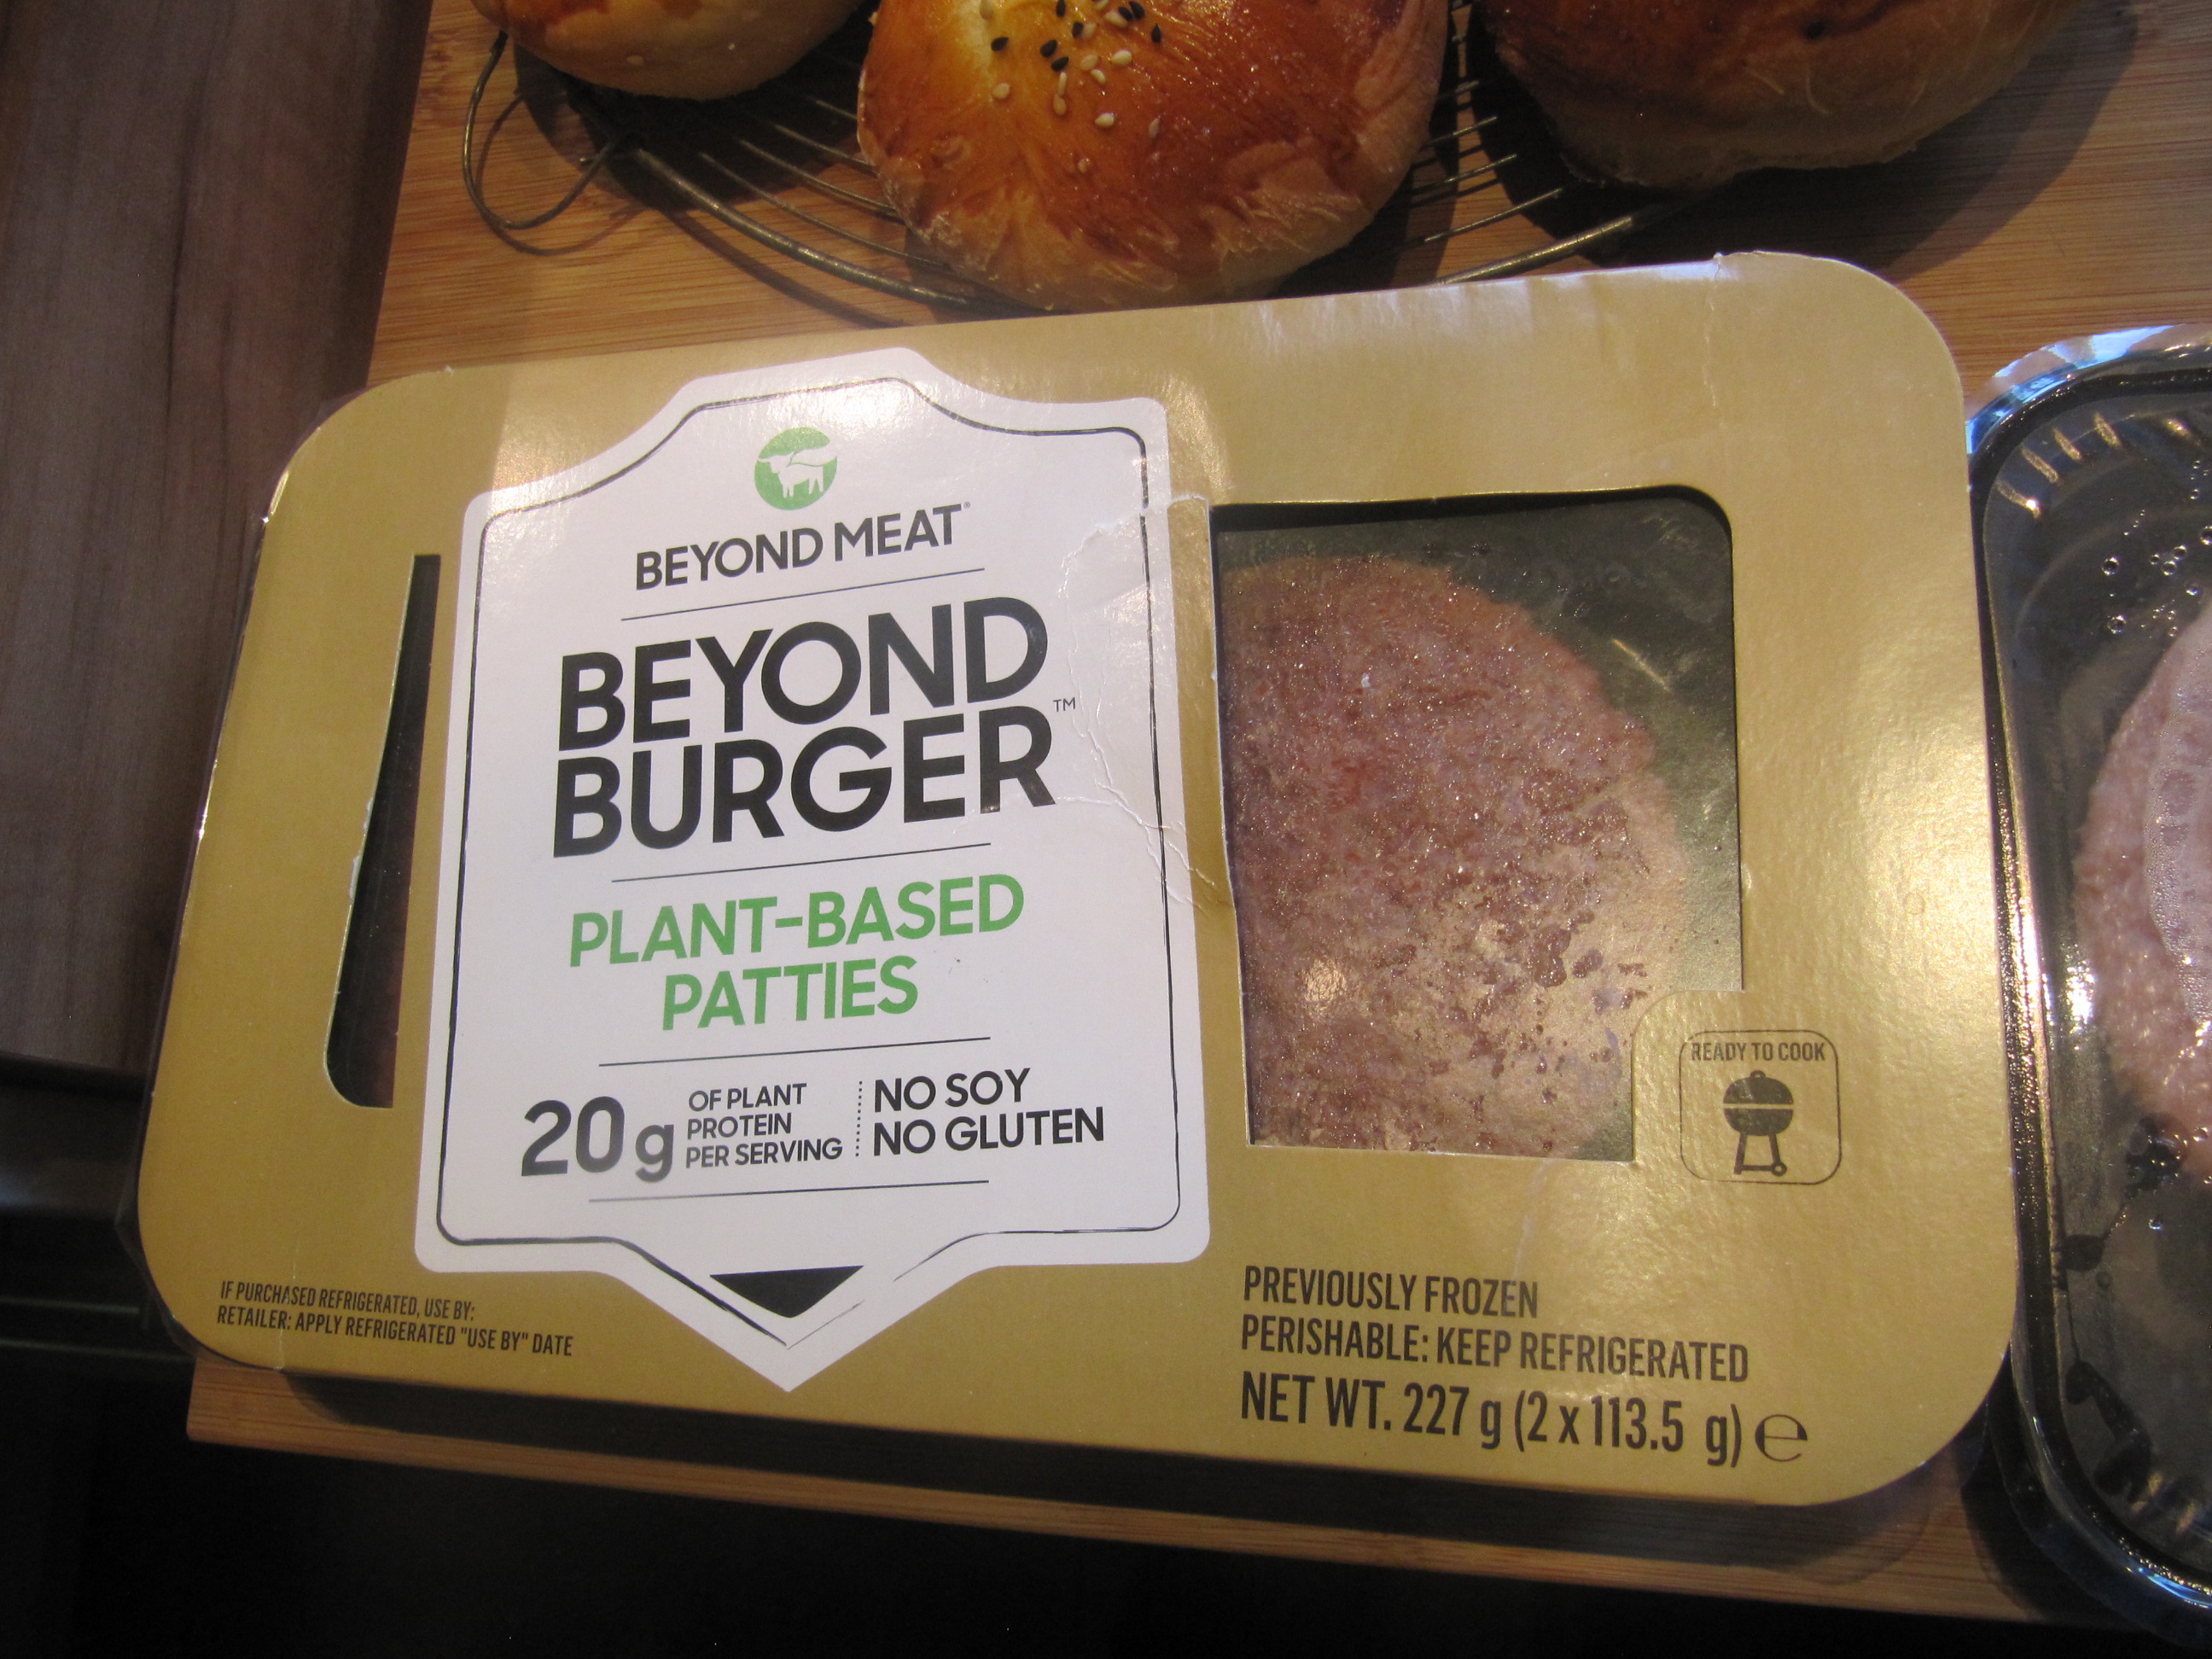 BEYOND MEAT®
BEYOND
BURGER™
PLANT-BASED
PATTIES
20g OF PLANT
PROTEIN
PER SERVING
NO SOY
NO GLUTEN
READY TO COOK
IF PURCHASED REFRIGERATED, USE BY:
RETAILER: APPLY REFRIGERATED "USE BY" DATE
PREVIOUSLY FROZEN
PERISHABLE: KEEP REFRIGERATED
NET WT. 227 g (2 x 113.5 g) ℮